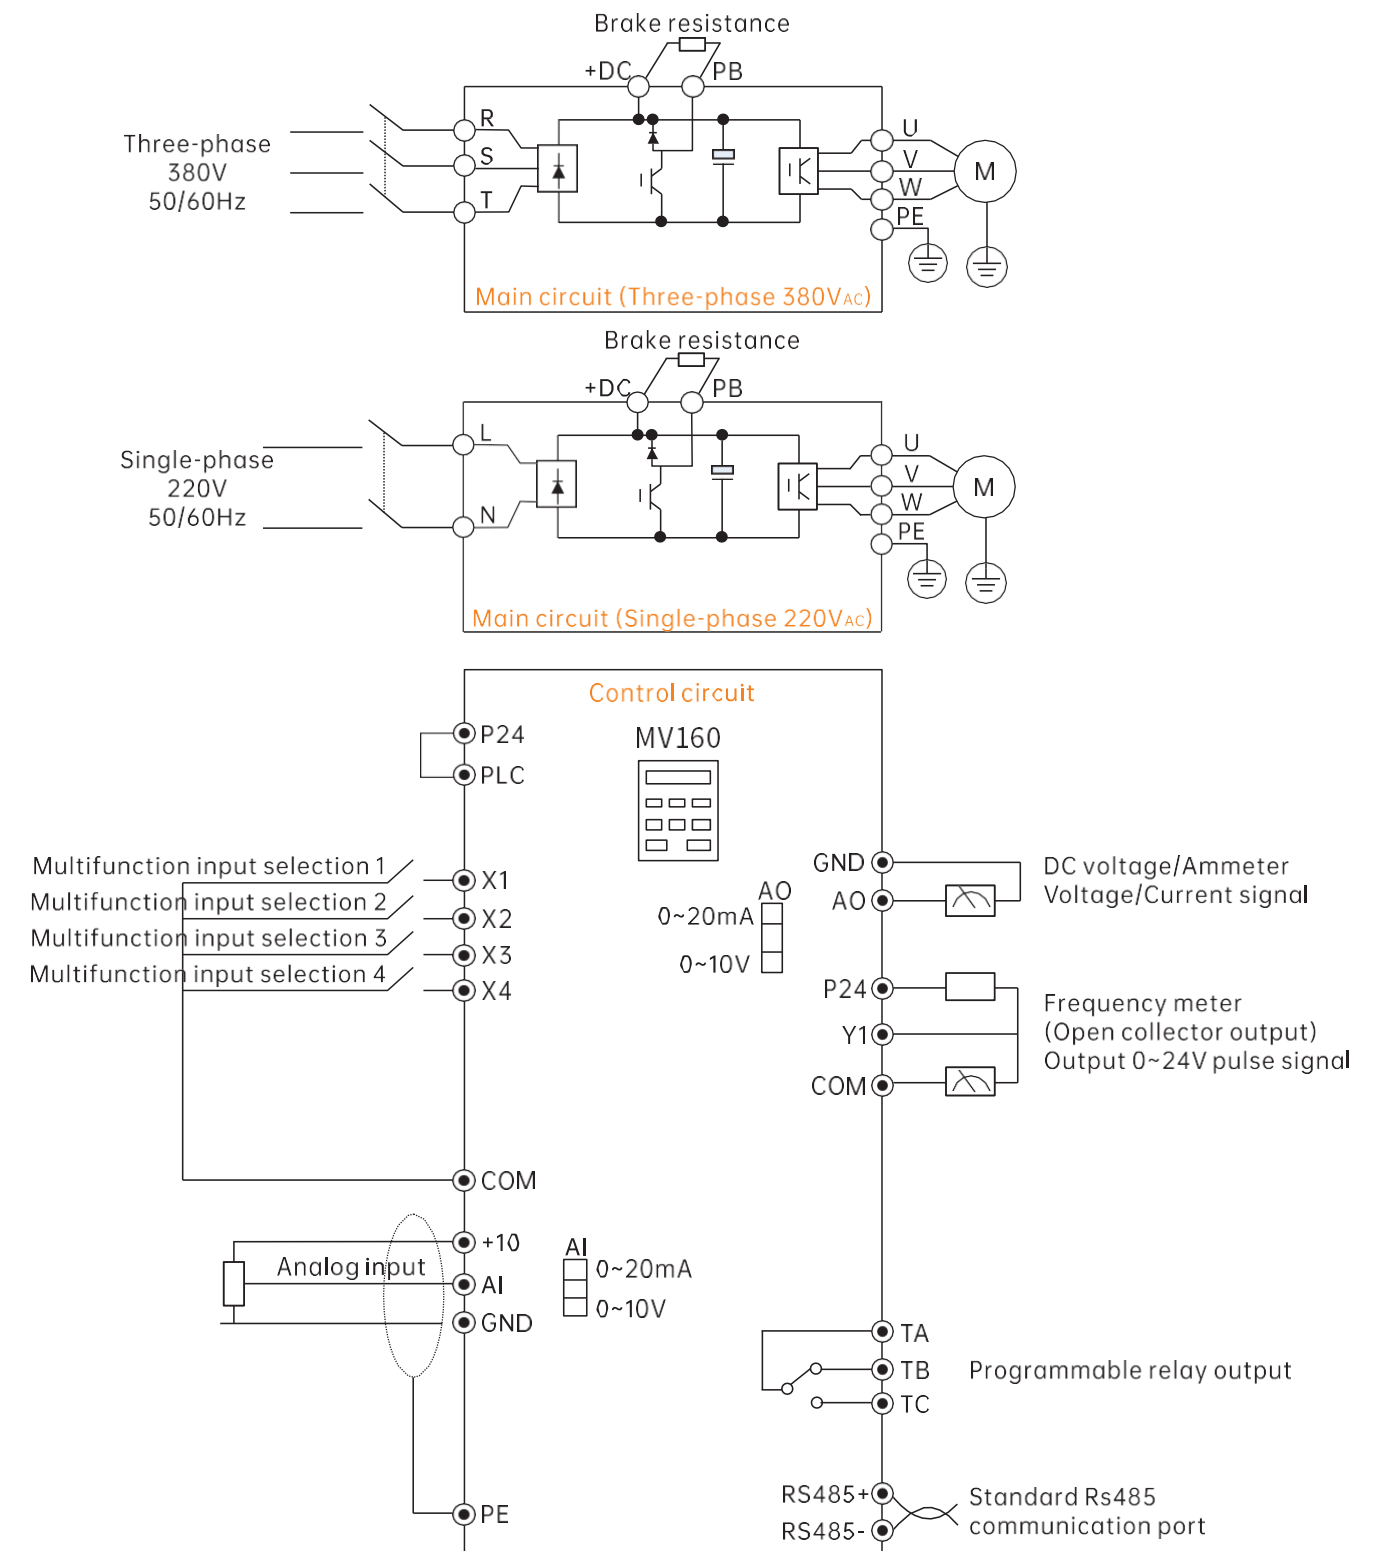 Brake resistance
+DC
PB
R
S
T
Three-phase
380V
50/60Hz
U
V
W
PE
M
Main circuit (Three-phase 380VAC)
Brake resistance
+DC
PB
L
N
Single-phase
220V
50/60Hz
U
V
W
PE
M
Main circuit (Single-phase 220VAC)
Control circuit
MV160
P24
PLC
Multifunction input selection 1
Multifunction input selection 2
Multifunction input selection 3
Multifunction input selection 4
X1
X2
X3
X4
COM
AO
0~20mA
0~10V
GND
AO
DC voltage/Ammeter
Voltage/Current signal
P24
Y1
COM
Frequency meter
(Open collector output)
Output 0~24V pulse signal
Analog input
+10
AI
GND
AI
0~20mA
0~10V
PE
TA
TB
TC
Programmable relay output
RS485+
RS485-
Standard Rs485
communication port